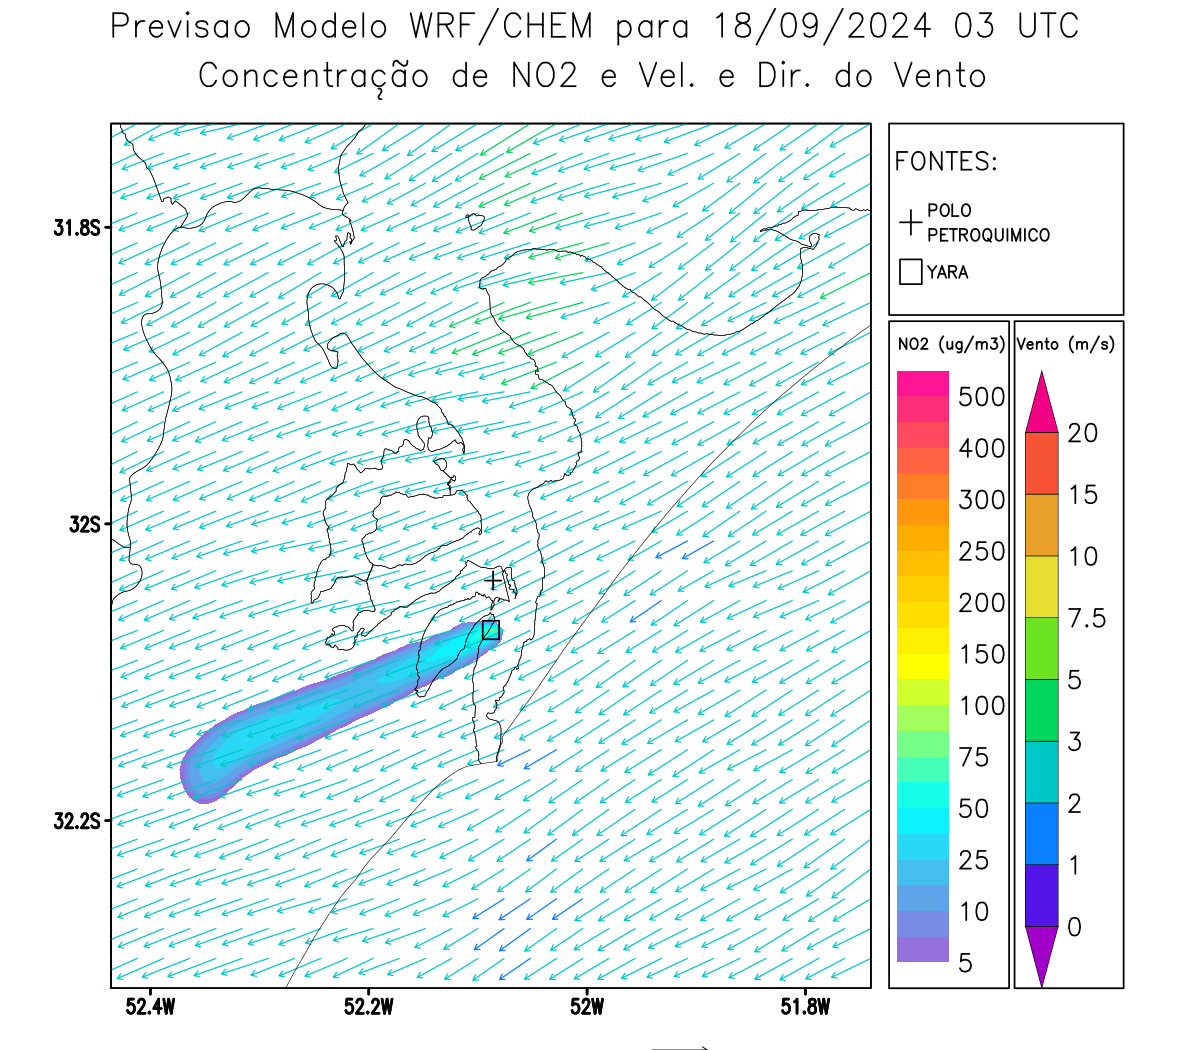 Previsao Modelo WRF/CHEM para 18/09/2024 03 UTC
Concentração de NO2 e Vel. e Dir. do Vento
FONTES:
POLO
PETROQUIMICO
YARA
31.8S
32S
32.2S
52.4W
52.2W
52W
51.8W
NO2 (ug/m3)
500
400
300
250
200
150
100
75
50
25
10
5
Vento (m/s)
20
15
10
7.5
5
3
2
1
0